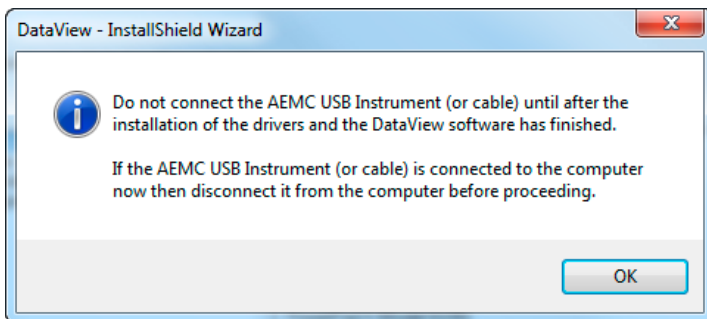 DataView - InstallShield Wizard
Do not connect the AEMC USB Instrument (or cable) until after the
installation of the drivers and the DataView software has finished.
If the AEMC USB Instrument (or cable) is connected to the computer
now then disconnect it from the computer before proceeding.
OK